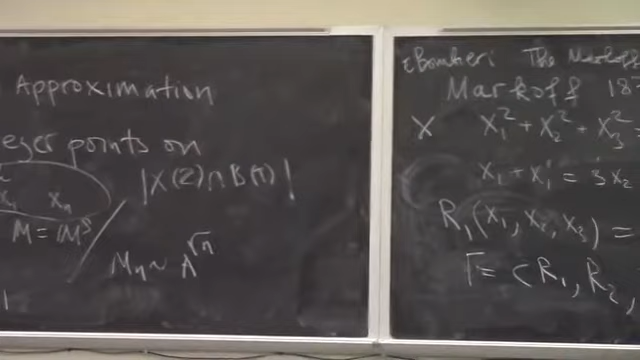 Approximation
eger points on
x₁ xₙ
|X(Z)∩B(T)|
M = M^S
Mₙ ~ A^√n
Bombieri: The Markoff
Markoff 18
X x₁² + x₂² + x₃²
x₁ + x₁' = 3x₂
R₁(x₁, x₂, x₃) =
Γ = ⟨R₁, R₂,